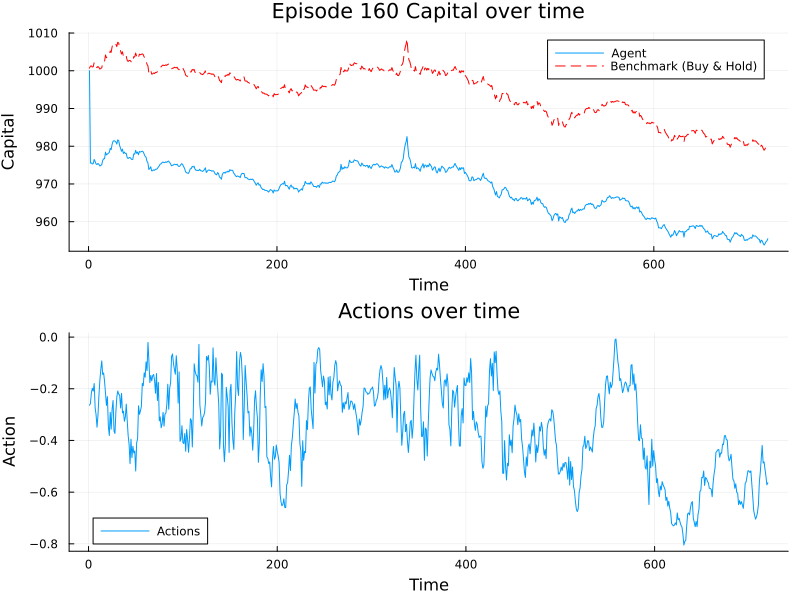 Episode 160 Capital over time
Capital
1010
1000
990
980
970
960
Agent
Benchmark (Buy & Hold)
0
200
400
600
Time
Actions over time
Action
0.0
−0.2
−0.4
−0.6
−0.8
Actions
0
200
400
600
Time